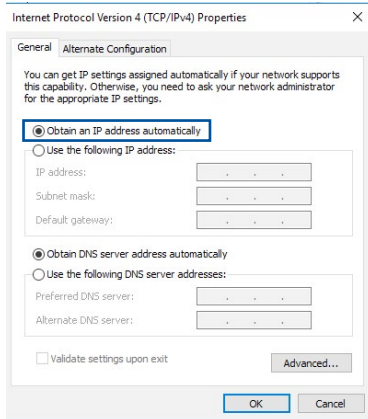 Internet Protocol Version 4 (TCP/IPv4) Properties
General
Alternate Configuration
You can get IP settings assigned automatically if your network supports
this capability. Otherwise, you need to ask your network administrator
for the appropriate IP settings.
Obtain an IP address automatically
Use the following IP address:
IP address:
Subnet mask:
Default gateway:
Obtain DNS server address automatically
Use the following DNS server addresses:
Preferred DNS server:
Alternate DNS server:
Validate settings upon exit
Advanced...
OK
Cancel